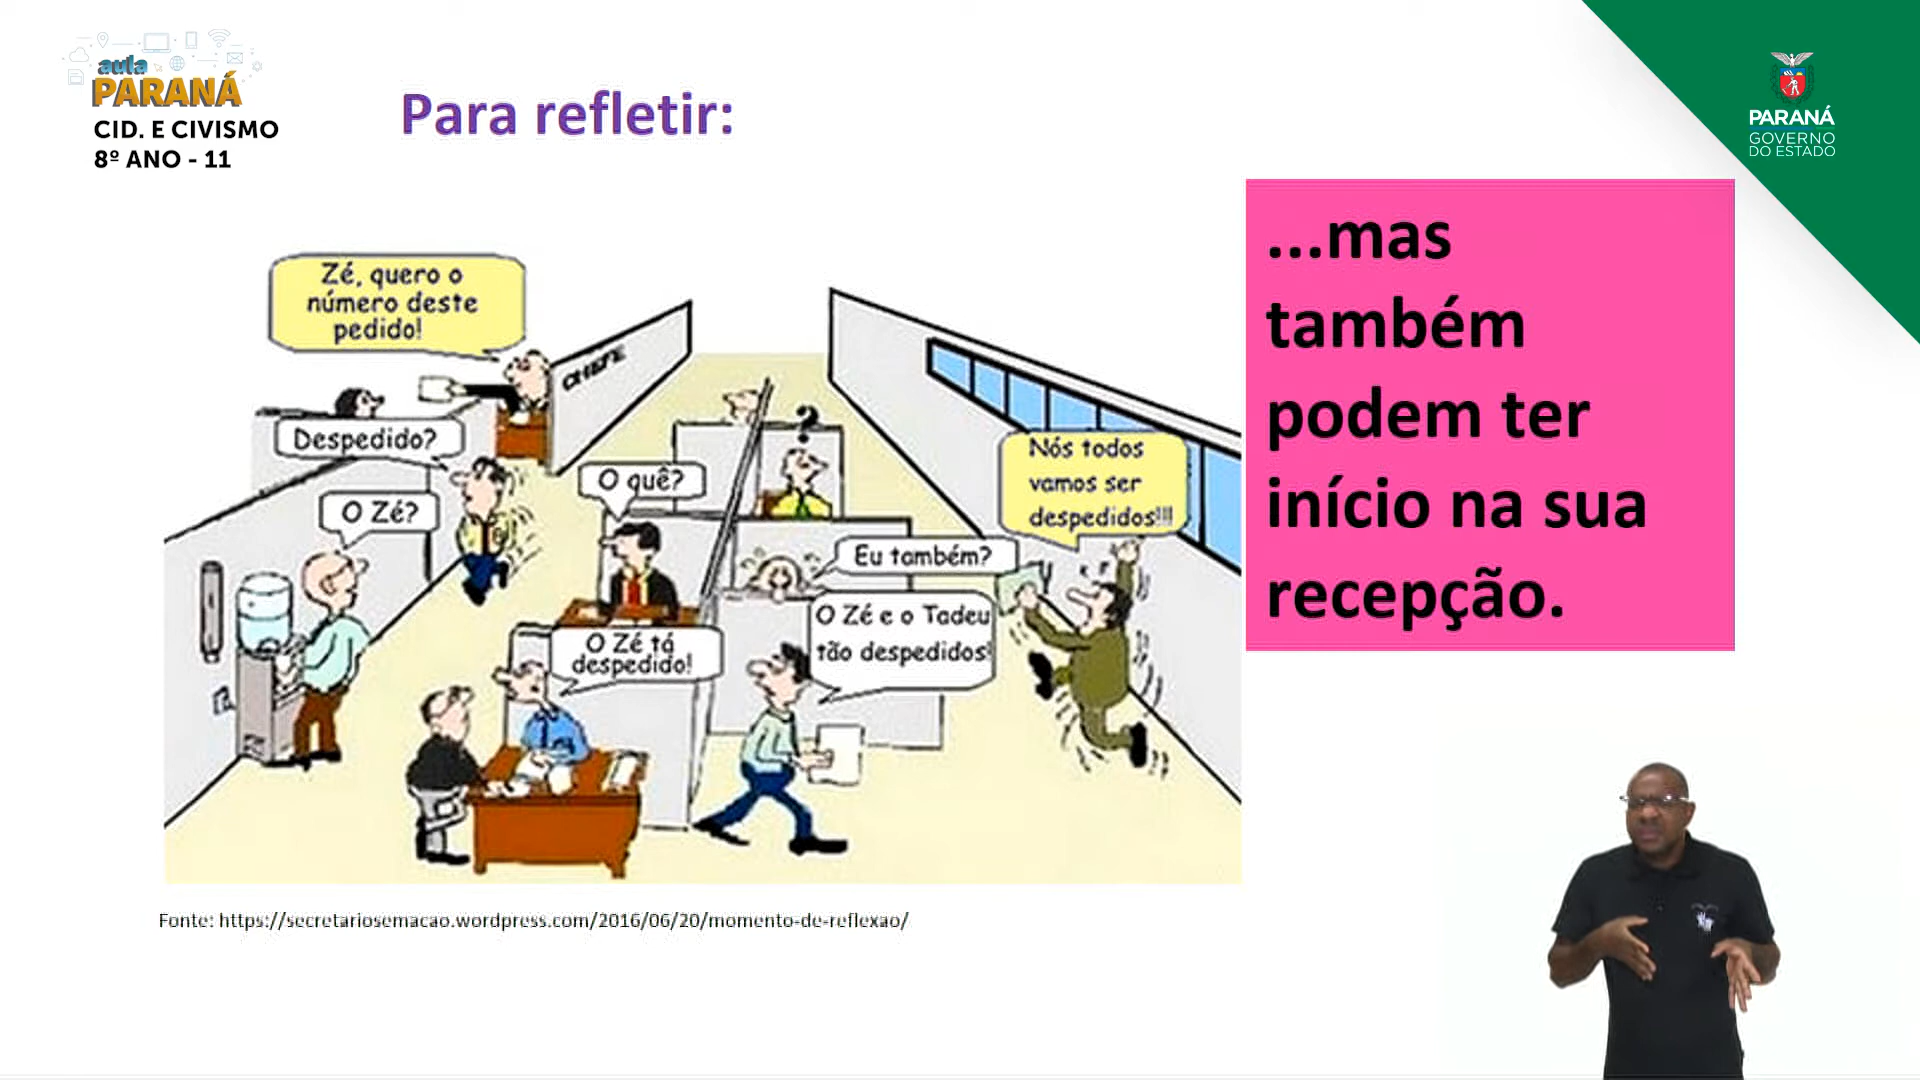 aula
PARANÁ
CID. E CIVISMO
8º ANO - 11
Para refletir:
PARANÁ
GOVERNO
DO ESTADO
...mas
também
podem ter
início na sua
recepção.
Zé, quero o
número deste
pedido!
CHEFE
Despedido?
O Zé?
O quê?
?
Nós todos
vamos ser
despedidos!!!
Eu também?
O Zé e o Tadeu
tão despedidos!
O Zé tá
despedido!
Fonte: https://secretariosemacao.wordpress.com/2016/06/20/momento-de-reflexao/